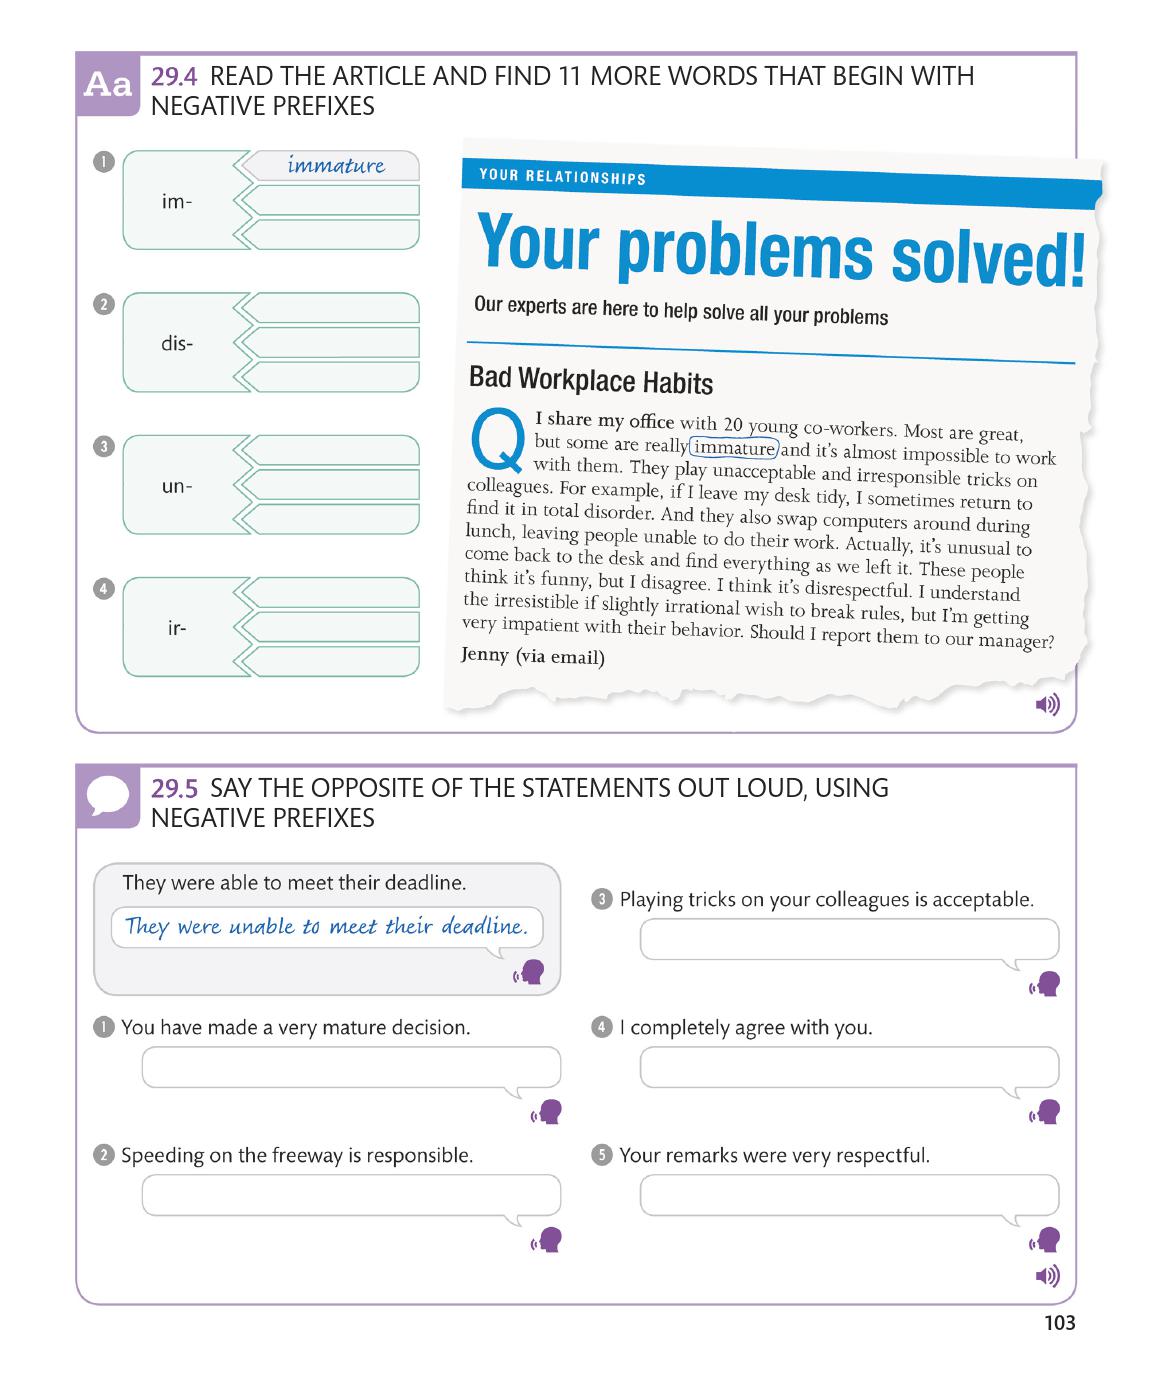 Aa
29.4 READ THE ARTICLE AND FIND 11 MORE WORDS THAT BEGIN WITH
NEGATIVE PREFIXES
1
im-
immature
2
dis-
3
un-
4
ir-
YOUR RELATIONSHIPS
Your problems solved!
Our experts are here to help solve all your problems
Bad Workplace Habits
Q I share my office with 20 young co-workers. Most are great,
but some are really immature and it's almost impossible to work
with them. They play unacceptable and irresponsible tricks on
colleagues. For example, if I leave my desk tidy, I sometimes return to
find it in total disorder. And they also swap computers around during
lunch, leaving people unable to do their work. Actually, it's unusual to
come back to the desk and find everything as we left it. These people
think it's funny, but I disagree. I think it's disrespectful. I understand
the irresistible if slightly irrational wish to break rules, but I'm getting
very impatient with their behavior. Should I report them to our manager?
Jenny (via email)
29.5 SAY THE OPPOSITE OF THE STATEMENTS OUT LOUD, USING
NEGATIVE PREFIXES
They were able to meet their deadline.
They were unable to meet their deadline.
1 You have made a very mature decision.
2 Speeding on the freeway is responsible.
3 Playing tricks on your colleagues is acceptable.
4 I completely agree with you.
5 Your remarks were very respectful.
103